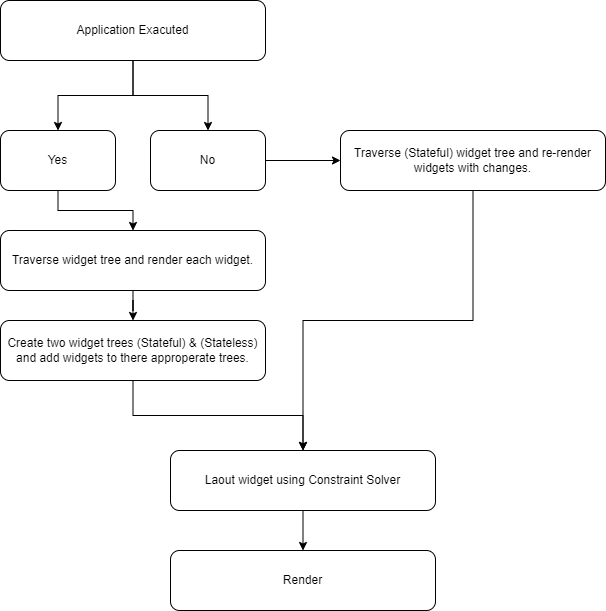 Application Exacuted
Yes
No
Traverse (Stateful) widget tree and re-render
widgets with changes.
Traverse widget tree and render each widget.
Create two widget trees (Stateful) & (Stateless)
and add widgets to there approperate trees.
Laout widget using Constraint Solver
Render